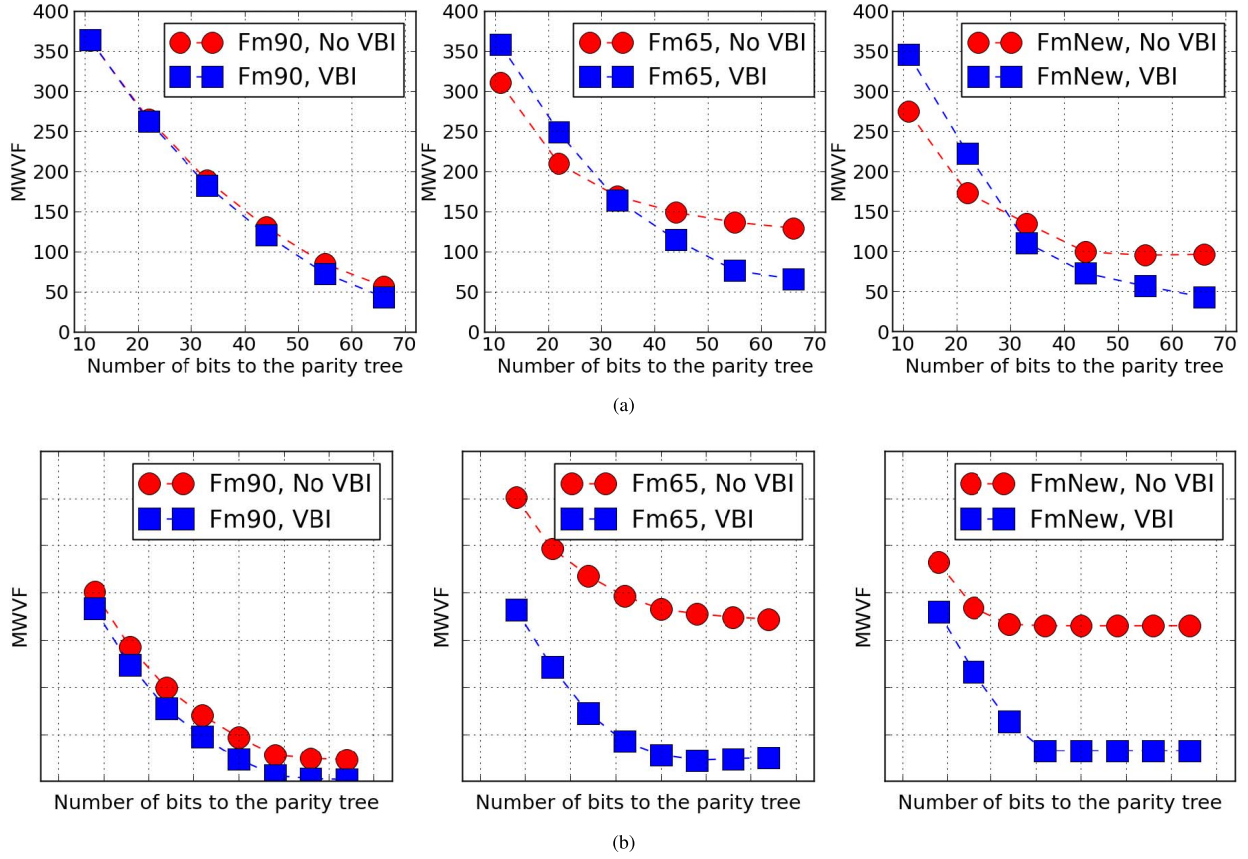 400
350
300
250
200
150
100
50
0
MWVF
Fm90, No VBI
Fm90, VBI
10 20 30 40 50 60 70
Number of bits to the parity tree
400
350
300
250
200
150
100
50
0
MWVF
Fm65, No VBI
Fm65, VBI
10 20 30 40 50 60 70
Number of bits to the parity tree
400
350
300
250
200
150
100
50
0
MWVF
FmNew, No VBI
FmNew, VBI
10 20 30 40 50 60 70
Number of bits to the parity tree
(a)
MWVF
Fm90, No VBI
Fm90, VBI
Number of bits to the parity tree
MWVF
Fm65, No VBI
Fm65, VBI
Number of bits to the parity tree
MWVF
FmNew, No VBI
FmNew, VBI
Number of bits to the parity tree
(b)